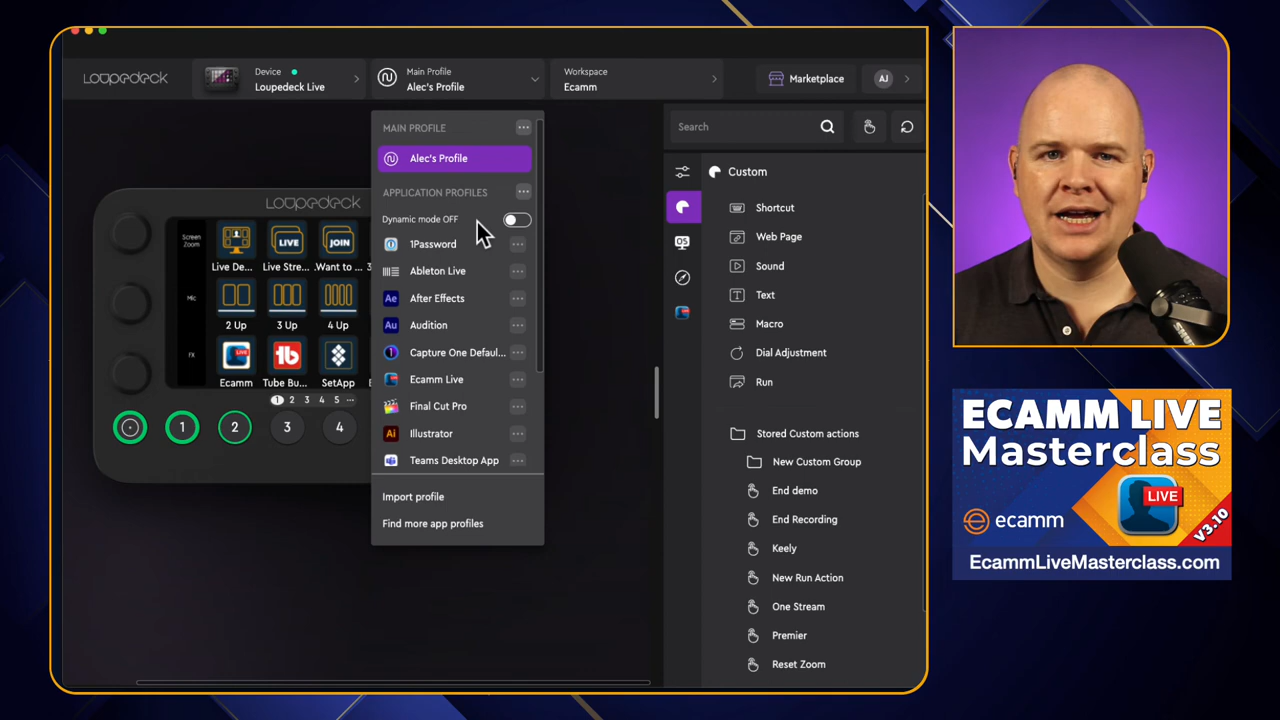 Loupedeck
Device
Loupedeck Live
Main Profile
Alec's Profile
Workspace
Ecamm
Marketplace
AJ
MAIN PROFILE
Alec's Profile
APPLICATION PROFILES
Dynamic mode OFF
1Password
Ableton Live
Ae
After Effects
Au
Audition
Capture One Defaul...
Ecamm Live
Final Cut Pro
Ai
Illustrator
Teams Desktop App
Import profile
Find more app profiles
Loupedeck
Screen
Zoom
Mic
FX
LIVE
JOIN
Live De...
Live Stre...
.Want to ...
2 Up
3 Up
4 Up
LIVE
Ecamm
Tube Bu...
SetApp
1 2 3 4 5 ...
1
2
3
4
Search
OS
Custom
Shortcut
Web Page
Sound
Text
Macro
Dial Adjustment
Run
Stored Custom actions
New Custom Group
End demo
End Recording
Keely
New Run Action
One Stream
Premier
Reset Zoom
ECAMM LIVE
Masterclass
LIVE
ecamm
V3.10
EcammLiveMasterclass.com